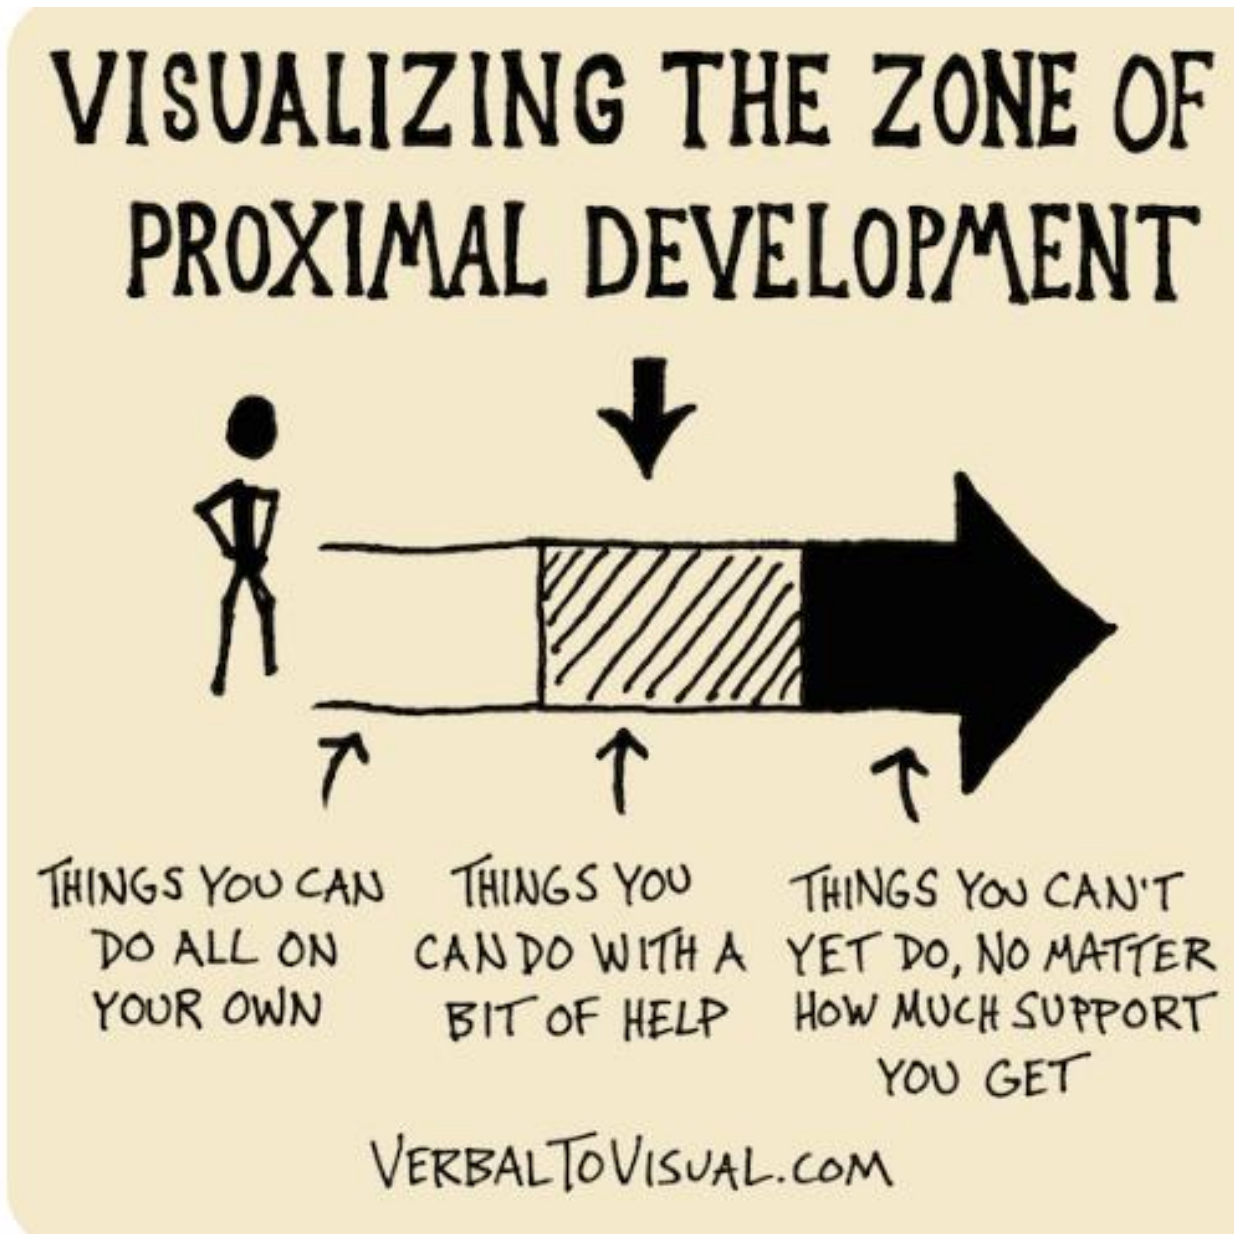 VISUALIZING THE ZONE OF
PROXIMAL DEVELOPMENT
THINGS YOU CAN
DO ALL ON
YOUR OWN
THINGS YOU
CAN DO WITH A
BIT OF HELP
THINGS YOU CAN'T
YET DO, NO MATTER
HOW MUCH SUPPORT
YOU GET
VERBALTOVISUAL.COM